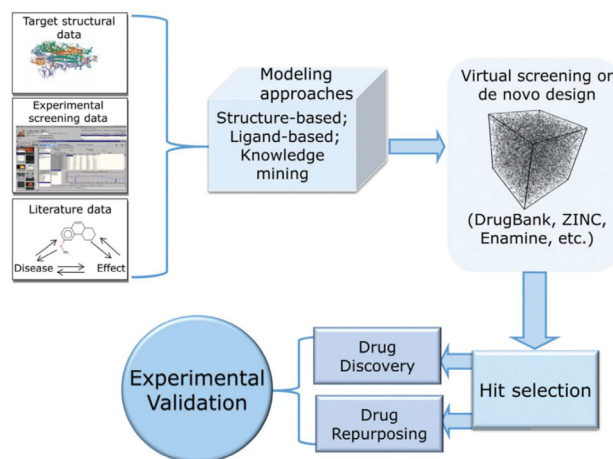 Target structural
data
Experimental
screening data
Literature data
Disease
Effect
Modeling
approaches
Structure-based;
Ligand-based;
Knowledge
mining
Virtual screening or
de novo design
(DrugBank, ZINC,
Enamine, etc.)
Hit selection
Drug
Discovery
Drug
Repurposing
Experimental
Validation